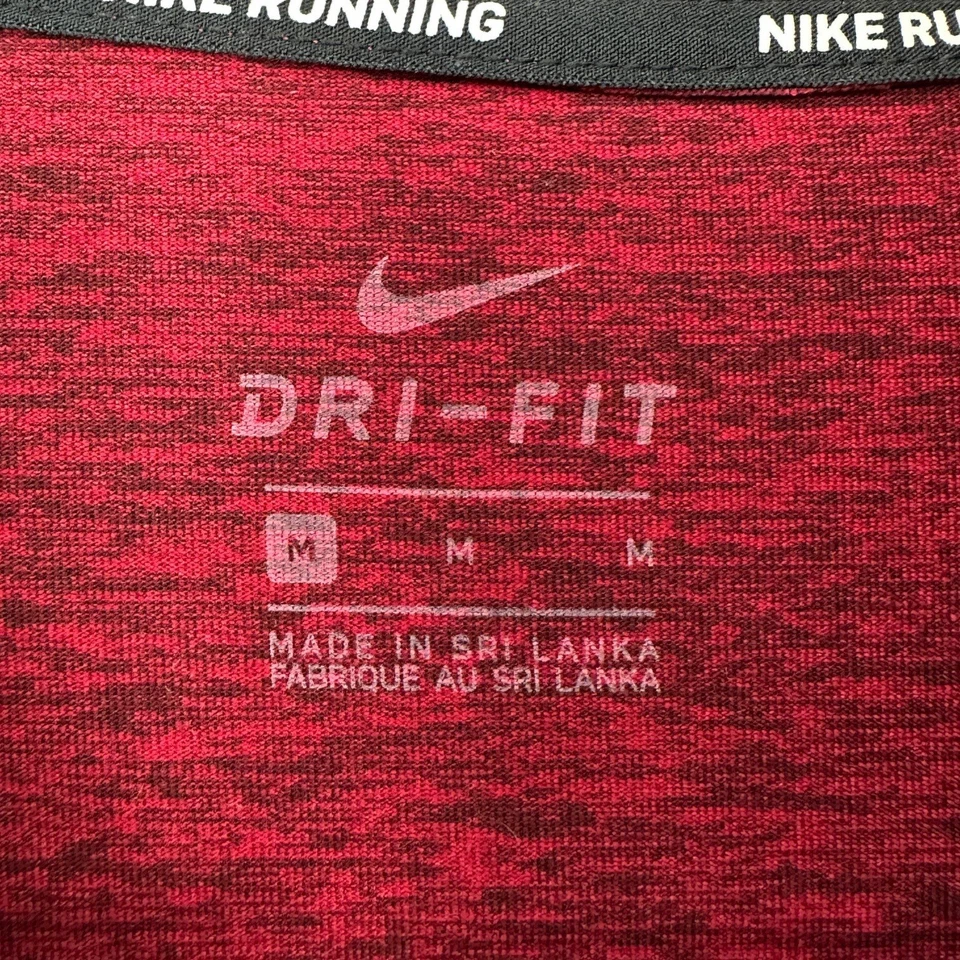 NIKE RUNNING NIKE RU
DRI-FIT
M M M
MADE IN SRI LANKA
FABRIQUE AU SRI LANKA